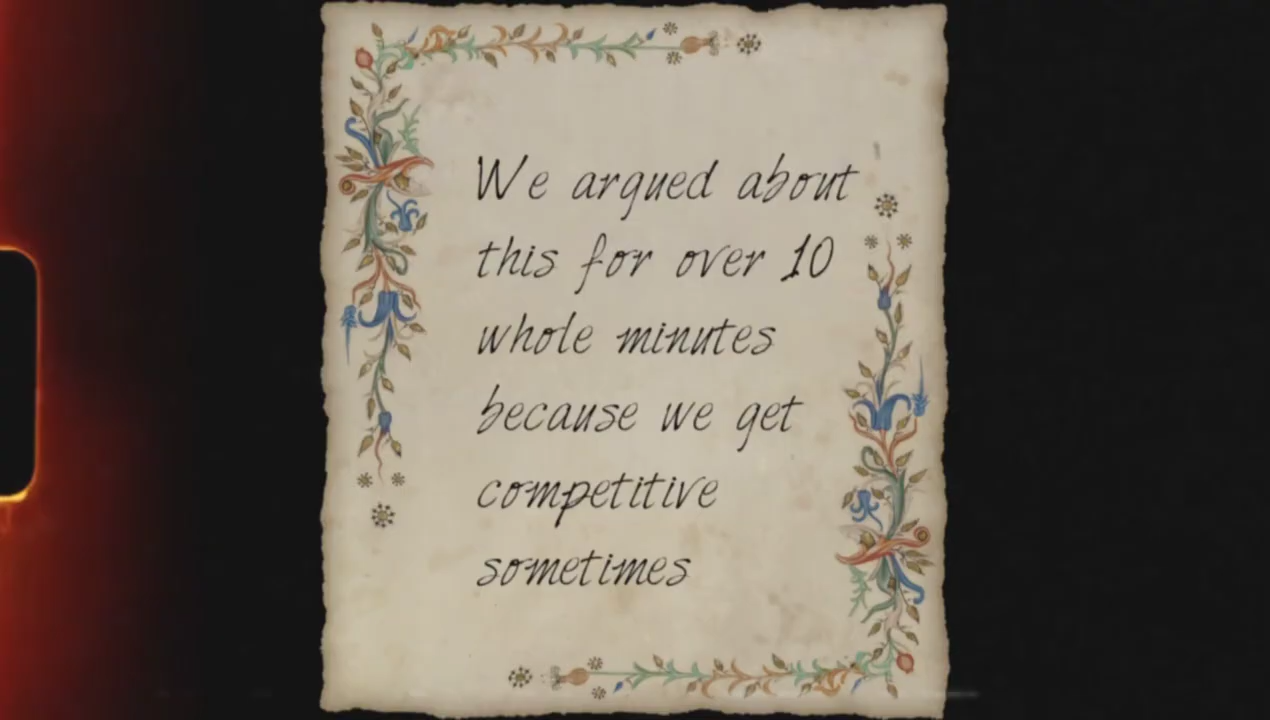 We argued about
this for over 10
whole minutes
because we get
competitive
sometimes